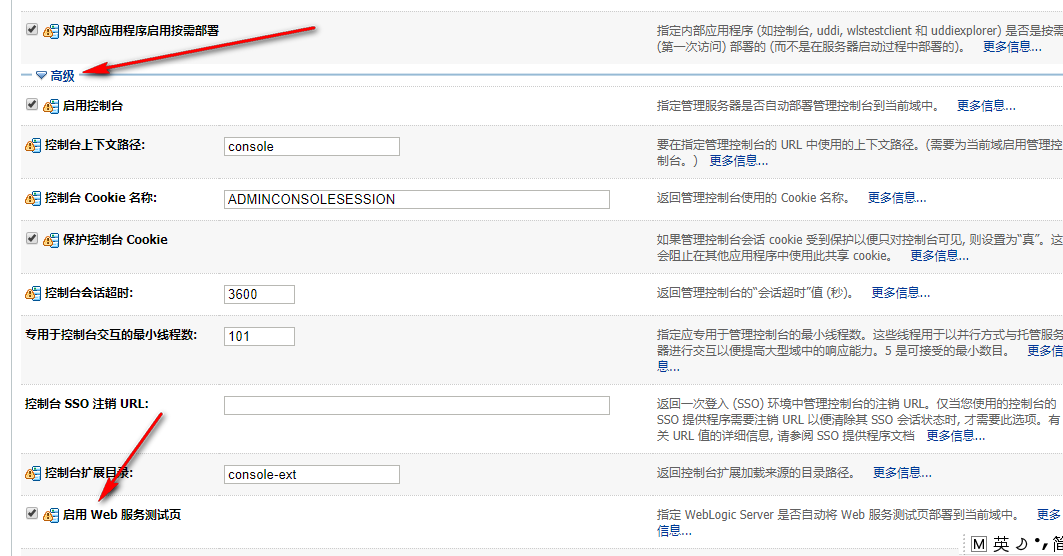 对内部应用程序启用按需部署
指定内部应用程序 (如控制台, uddi, wlstestclient 和 uddiexplorer) 是否是按需
(第一次访问) 部署的 (而不是在服务器启动过程中部署的)。 更多信息...
高级
启用控制台
指定管理服务器是否自动部署管理控制台到当前域中。 更多信息...
控制台上下文路径:
console
要在指定管理控制台的 URL 中使用的上下文路径。(需要为当前域启用管理控
制台。) 更多信息...
控制台 Cookie 名称:
ADMINCONSOLESESSION
返回管理控制台使用的 Cookie 名称。 更多信息...
保护控制台 Cookie
如果管理控制台会话 cookie 受到保护以便只对控制台可见, 则设置为“真”。这
会阻止在其他应用程序中使用此共享 cookie。 更多信息...
控制台会话超时:
3600
返回管理控制台的“会话超时”值 (秒)。 更多信息...
专用于控制台交互的最小线程数:
101
指定应专用于管理控制台的最小线程数。这些线程用于以并行方式与托管服务
器进行交互以便提高大型域中的响应能力。5 是可接受的最小数目。 更多信
息...
控制台 SSO 注销 URL:
返回一次登入 (SSO) 环境中管理控制台的注销 URL。仅当您使用的控制台的
SSO 提供程序需要注销 URL 以便清除其 SSO 会话状态时, 才需要此选项。有
关 URL 值的详细信息, 请参阅 SSO 提供程序文档 更多信息...
控制台扩展目录:
console-ext
返回控制台扩展加载来源的目录路径。 更多信息...
启用 Web 服务测试页
指定 WebLogic Server 是否自动将 Web 服务测试页部署到当前域中。 更多
信息...
M 英 简